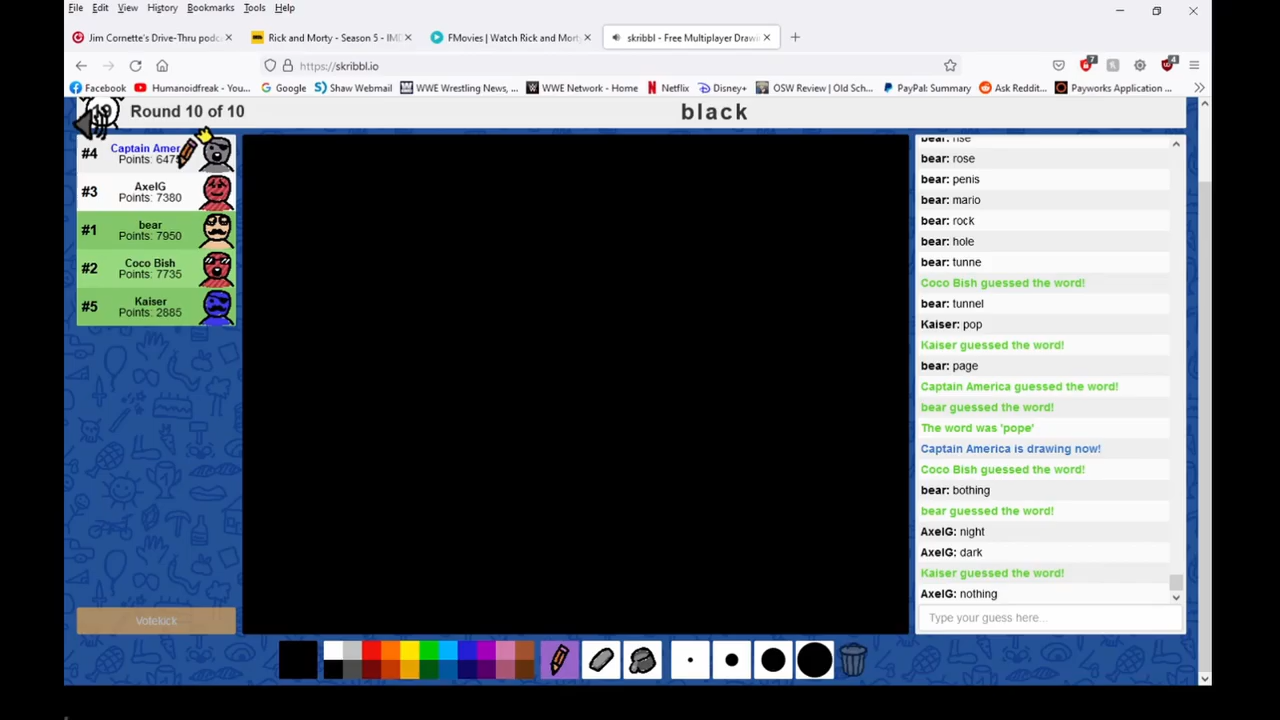 File Edit View History Bookmarks Tools Help
Jim Cornette's Drive-Thru podc
Rick and Morty - Season 5 - IM
FMovies | Watch Rick and Mort
skribbl - Free Multiplayer Drawi
https://skribbl.io
7
4
Facebook Humanoidfreak - You... Google Shaw Webmail WWE Wrestling News, ... WWE Network - Home Netflix Disney+ OSW Review | Old Sch... PayPal: Summary Ask Reddit... Payworks Application ...
Round 10 of 10
black
#4 Captain Amer
Points: 6475
#3 AxelG
Points: 7380
#1 bear
Points: 7950
#2 Coco Bish
Points: 7735
#5 Kaiser
Points: 2885
Votekick
bear: rise
bear: rose
bear: penis
bear: mario
bear: rock
bear: hole
bear: tunne
Coco Bish guessed the word!
bear: tunnel
Kaiser: pop
Kaiser guessed the word!
bear: page
Captain America guessed the word!
bear guessed the word!
The word was 'pope'
Captain America is drawing now!
Coco Bish guessed the word!
bear: bothing
bear guessed the word!
AxelG: night
AxelG: dark
Kaiser guessed the word!
AxelG: nothing
Type your guess here...